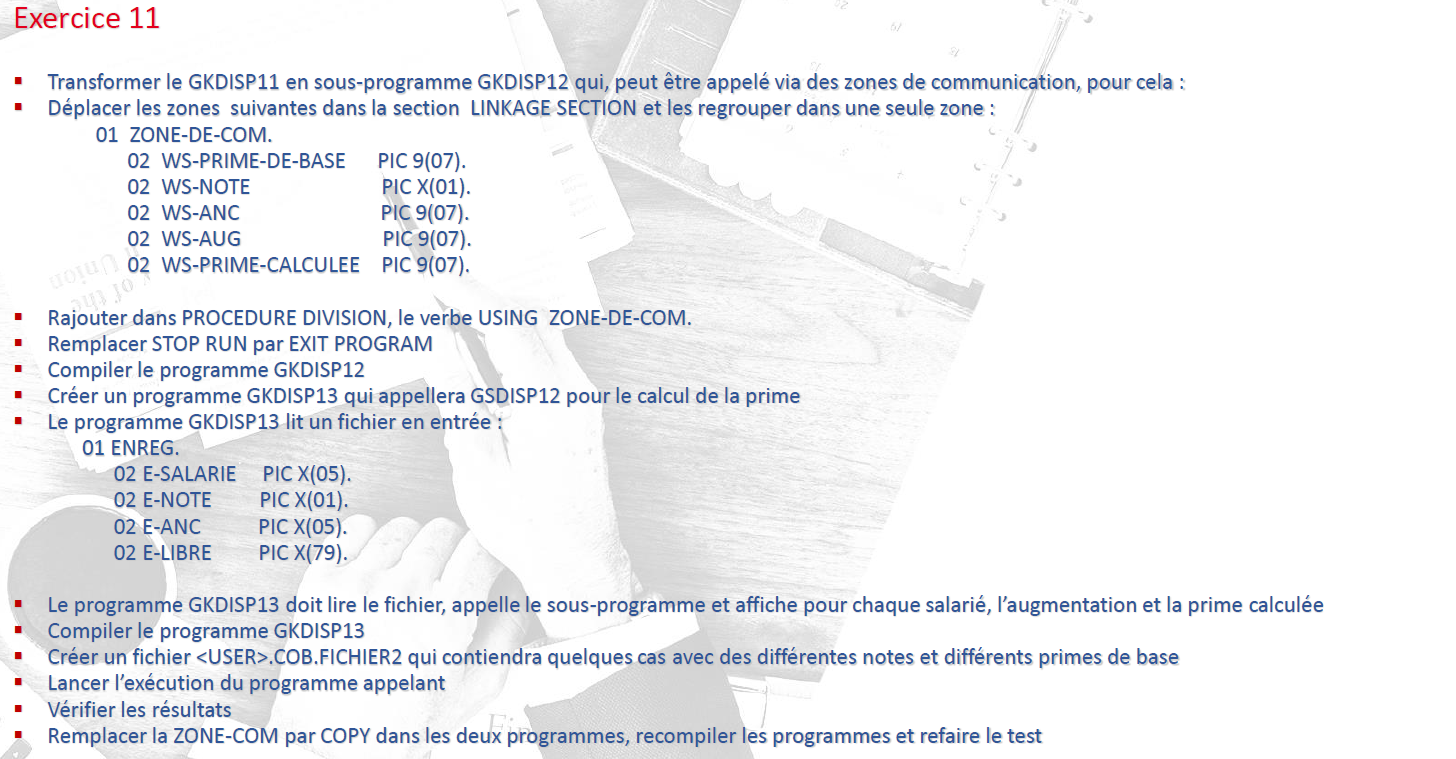 Exercice 11
▪ Transformer le GKDISP11 en sous-programme GKDISP12 qui, peut être appelé via des zones de communication, pour cela :
▪ Déplacer les zones suivantes dans la section LINKAGE SECTION et les regrouper dans une seule zone :
01 ZONE-DE-COM.
02 WS-PRIME-DE-BASE PIC 9(07).
02 WS-NOTE PIC X(01).
02 WS-ANC PIC 9(07).
02 WS-AUG PIC 9(07).
02 WS-PRIME-CALCULEE PIC 9(07).
▪ Rajouter dans PROCEDURE DIVISION, le verbe USING ZONE-DE-COM.
▪ Remplacer STOP RUN par EXIT PROGRAM
▪ Compiler le programme GKDISP12
▪ Créer un programme GKDISP13 qui appellera GSDISP12 pour le calcul de la prime
▪ Le programme GKDISP13 lit un fichier en entrée :
01 ENREG.
02 E-SALARIE PIC X(05).
02 E-NOTE PIC X(01).
02 E-ANC PIC X(05).
02 E-LIBRE PIC X(79).
▪ Le programme GKDISP13 doit lire le fichier, appelle le sous-programme et affiche pour chaque salarié, l'augmentation et la prime calculée
▪ Compiler le programme GKDISP13
▪ Créer un fichier <USER>.COB.FICHIER2 qui contiendra quelques cas avec des différentes notes et différents primes de base
▪ Lancer l'exécution du programme appelant
▪ Vérifier les résultats
▪ Remplacer la ZONE-COM par COPY dans les deux programmes, recompiler les programmes et refaire le test